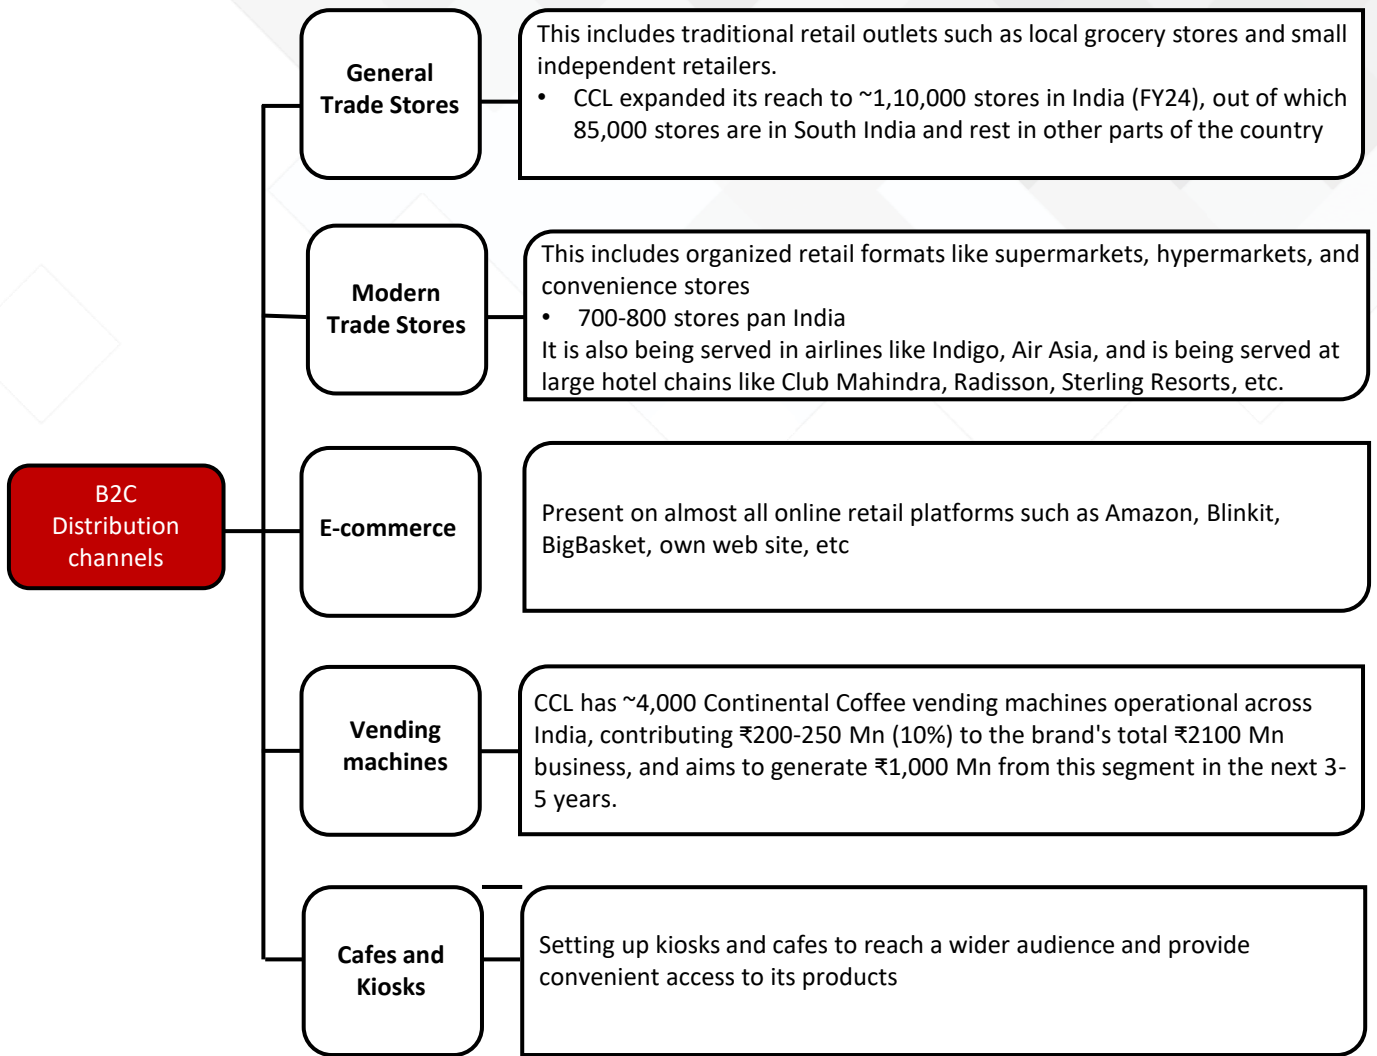 General
Trade Stores
This includes traditional retail outlets such as local grocery stores and small
independent retailers.
• CCL expanded its reach to ~1,10,000 stores in India (FY24), out of which
85,000 stores are in South India and rest in other parts of the country
Modern
Trade Stores
This includes organized retail formats like supermarkets, hypermarkets, and
convenience stores
• 700-800 stores pan India
It is also being served in airlines like Indigo, Air Asia, and is being served at
large hotel chains like Club Mahindra, Radisson, Sterling Resorts, etc.
B2C
Distribution
channels
E-commerce
Present on almost all online retail platforms such as Amazon, Blinkit,
BigBasket, own web site, etc
Vending
machines
CCL has ~4,000 Continental Coffee vending machines operational across
India, contributing ₹200-250 Mn (10%) to the brand's total ₹2100 Mn
business, and aims to generate ₹1,000 Mn from this segment in the next 3-
5 years.
Cafes and
Kiosks
Setting up kiosks and cafes to reach a wider audience and provide
convenient access to its products